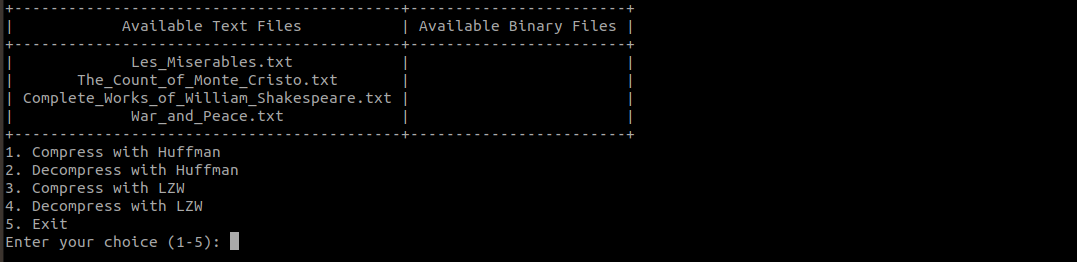 +-------------------------------------------+------------------------+
|            Available Text Files           | Available Binary Files |
+-------------------------------------------+------------------------+
|             Les_Miserables.txt            |                        |
|       The_Count_of_Monte_Cristo.txt       |                        |
| Complete_Works_of_William_Shakespeare.txt |                        |
|             War_and_Peace.txt             |                        |
+-------------------------------------------+------------------------+
1. Compress with Huffman
2. Decompress with Huffman
3. Compress with LZW
4. Decompress with LZW
5. Exit
Enter your choice (1-5):